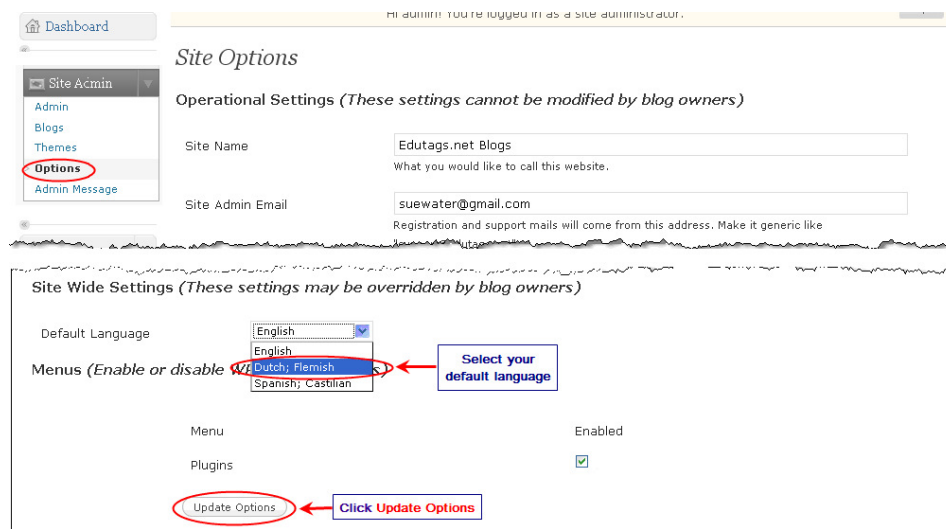 Hi admin! You're logged in as a site administrator.
Dashboard
Site Admin
Admin
Blogs
Themes
Options
Admin Message
Site Options
Operational Settings (These settings cannot be modified by blog owners)
Site Name
Edutags.net Blogs
What you would like to call this website.
Site Admin Email
suewater@gmail.com
Registration and support mails will come from this address. Make it generic like
Site Wide Settings (These settings may be overridden by blog owners)
Default Language
English
English
Dutch; Flemish
Spanish; Castilian
Select your
default language
Menus (Enable or disable
Menu
Enabled
Plugins
Update Options
Click Update Options